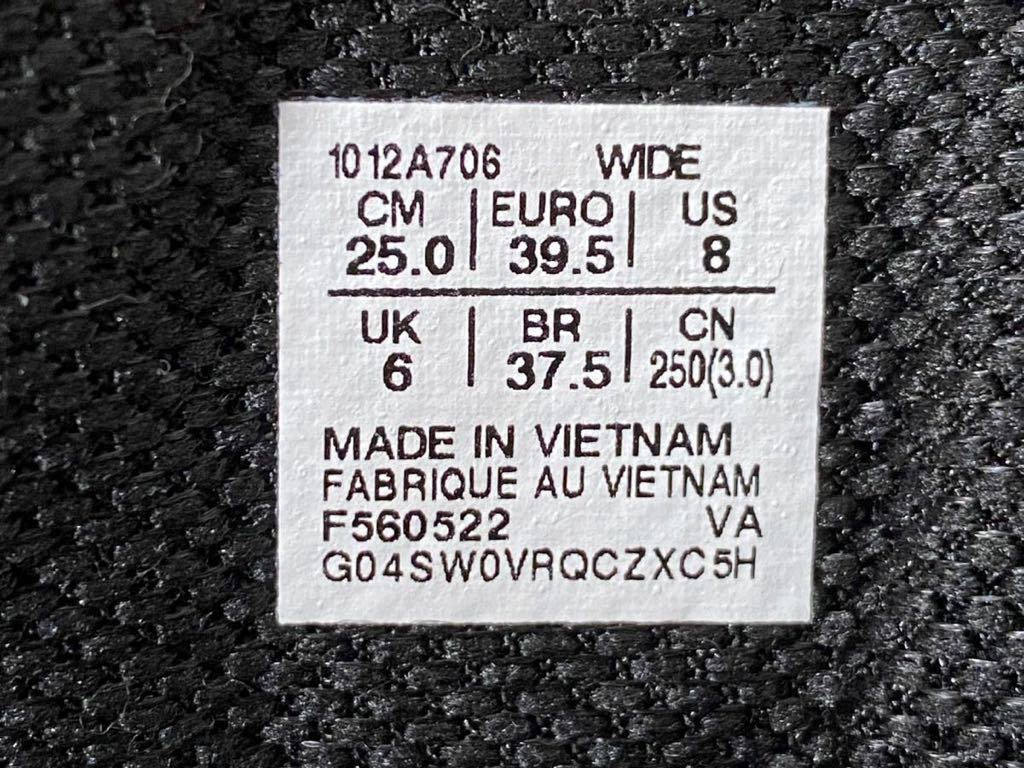 1012A706 WIDE
CM EURO US
25.0 39.5 8
UK BR CN
6 37.5 250(3.0)
MADE IN VIETNAM
FABRIQUE AU VIETNAM
F560522 VA
G04SW0VRQCZXC5H